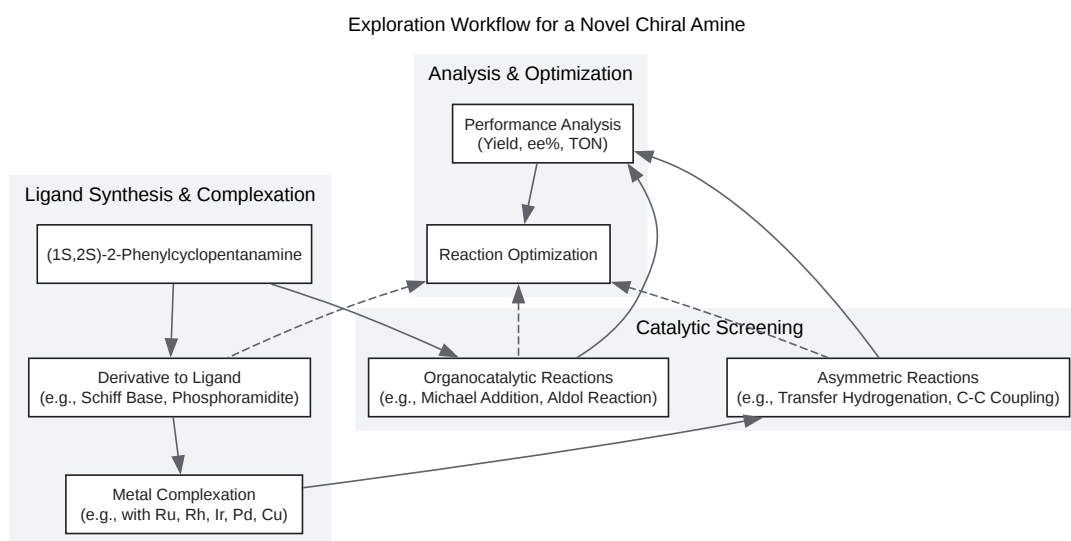 Exploration Workflow for a Novel Chiral Amine
Analysis & Optimization
Performance Analysis
(Yield, ee%, TON)
Reaction Optimization
Ligand Synthesis & Complexation
(1S,2S)-2-Phenylcyclopentanamine
Derivative to Ligand
(e.g., Schiff Base, Phosphoramidite)
Metal Complexation
(e.g., with Ru, Rh, Ir, Pd, Cu)
Catalytic Screening
Organocatalytic Reactions
(e.g., Michael Addition, Aldol Reaction)
Asymmetric Reactions
(e.g., Transfer Hydrogenation, C-C Coupling)